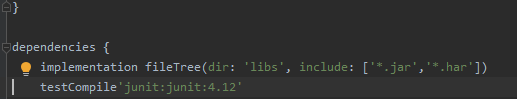 }
dependencies {
implementation fileTree(dir: 'libs', include: ['*.jar','*.har'])
testCompile'junit:junit:4.12'